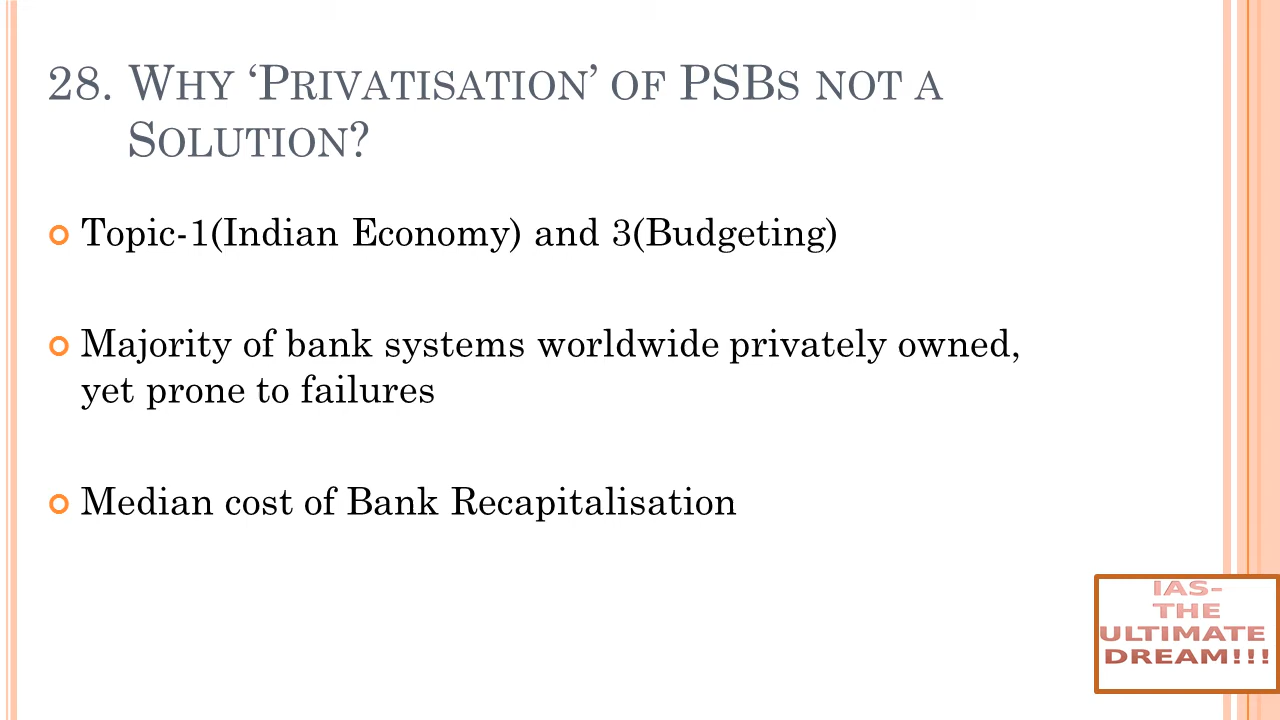 28. WHY ‘PRIVATISATION’ OF PSBS NOT A
SOLUTION?
Topic-1(Indian Economy) and 3(Budgeting)
Majority of bank systems worldwide privately owned,
yet prone to failures
Median cost of Bank Recapitalisation
IAS-
THE
ULTIMATE
DREAM!!!